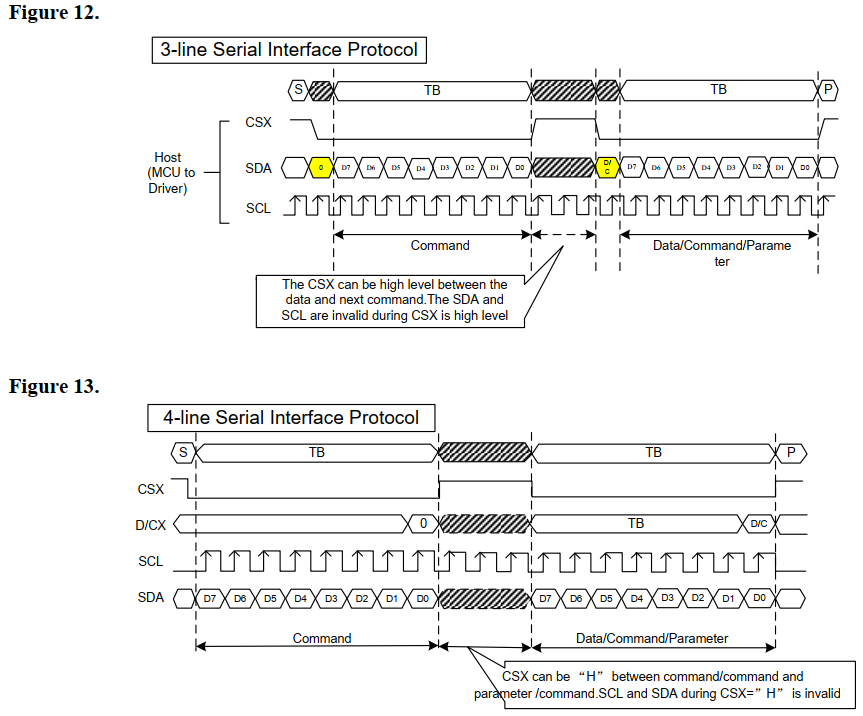 Figure 12.
3-line Serial Interface Protocol
S TB TB P
CSX
Host
(MCU to
Driver)
SDA 0 D7 D6 D5 D4 D3 D2 D1 D0 D/
C D7 D6 D5 D4 D3 D2 D1 D0
SCL
Command Data/Command/Parame
ter
The CSX can be high level between the
data and next command.The SDA and
SCL are invalid during CSX is high level
Figure 13.
4-line Serial Interface Protocol
S TB TB P
CSX
D/CX 0 TB D/C
SCL
SDA D7 D6 D5 D4 D3 D2 D1 D0 D7 D6 D5 D4 D3 D2 D1 D0
Command Data/Command/Parameter
CSX can be “H” between command/command and
parameter /command.SCL and SDA during CSX=”H” is invalid